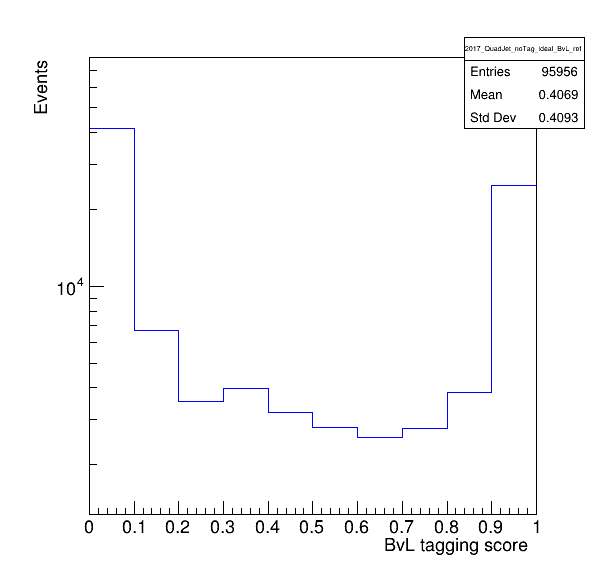 2017_QuadJet_noTag_ideal_BvL_ref
Entries 95956
Mean 0.4069
Std Dev 0.4093
Events
10^4
0 0.1 0.2 0.3 0.4 0.5 0.6 0.7 0.8 0.9 1
BvL tagging score